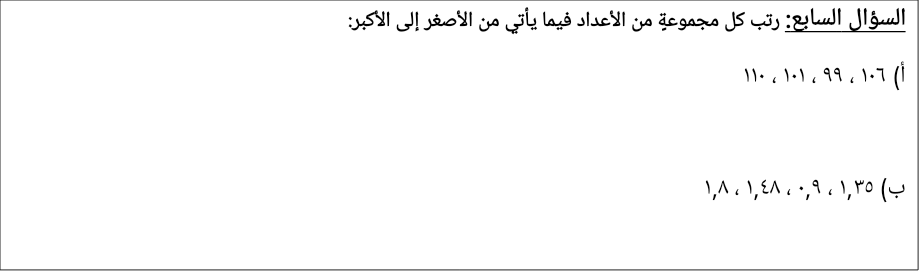 السؤال السابع: رتب كل مجموعةٍ من الأعداد فيما يأتي من الأصغر إلى الأكبر:
أ) ١٠٦ ، ٩٩ ، ١٠١ ، ١١٠
ب) ١,٣٥ ، ٠,٩ ، ١,٤٨ ، ١,٨